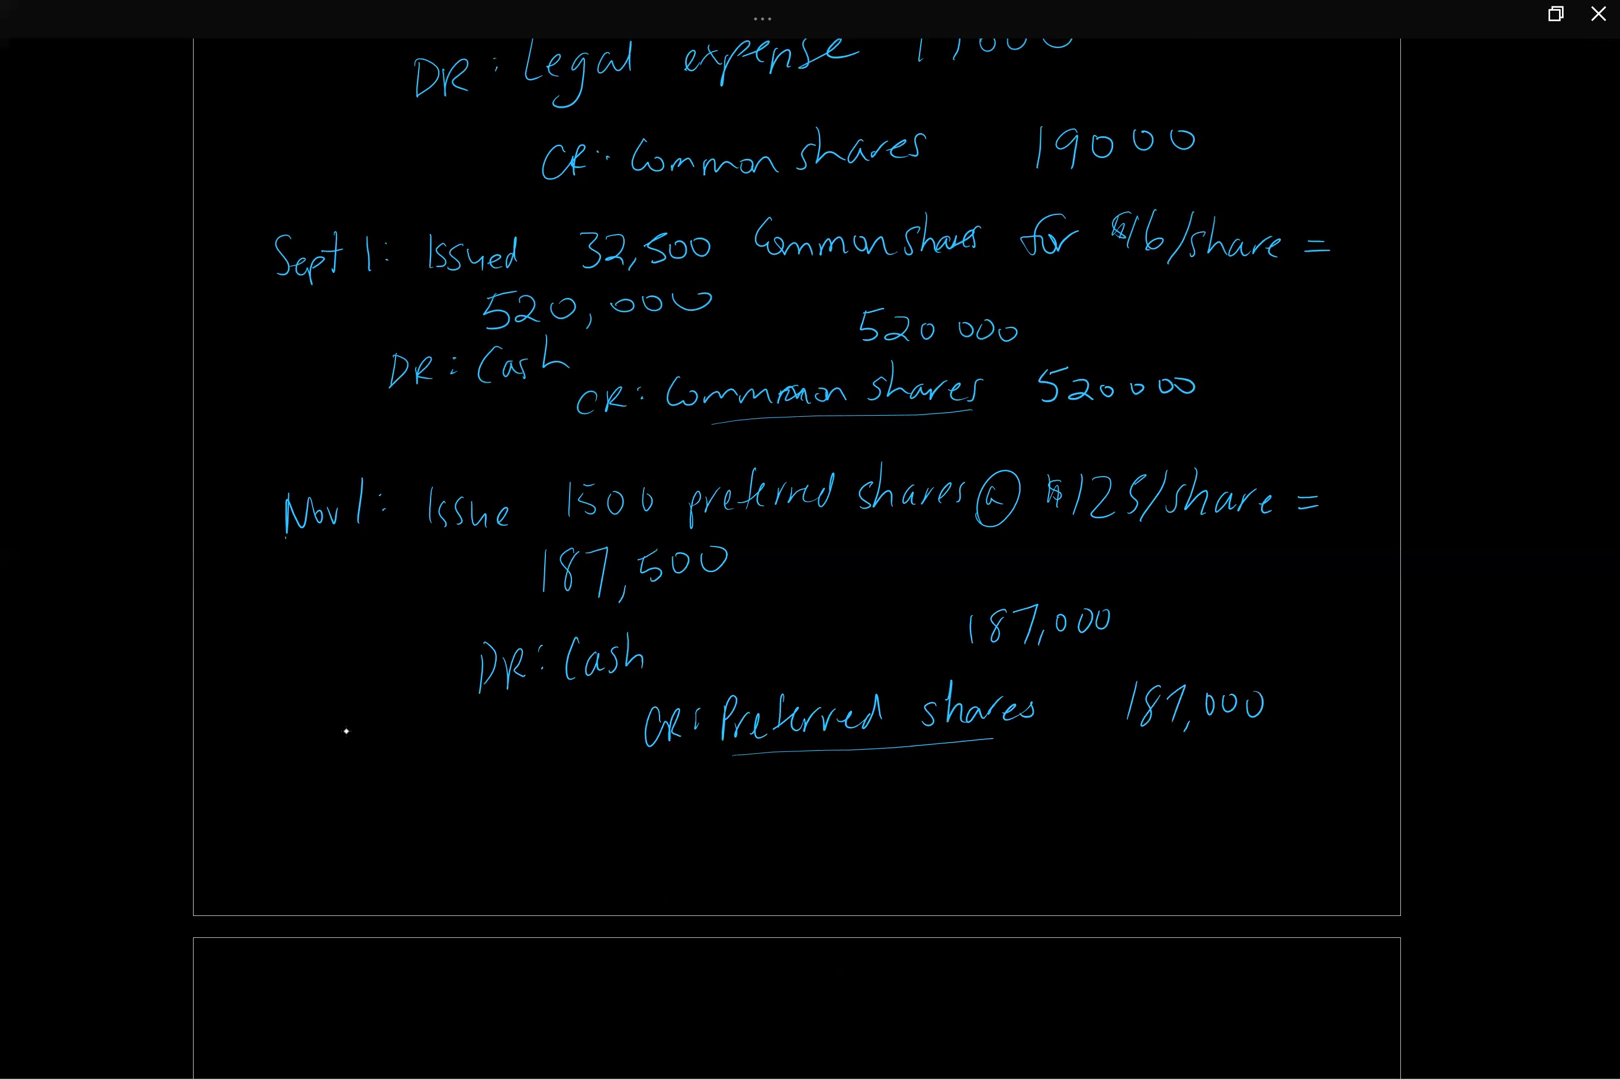 DR: Legal expense 19000
CR: Common shares 19000
Sept 1: Issued 32,500 Common shares for $16/share =
520,000
520 000
DR: Cash
CR: Common shares 520000
Nov 1: Issue 1500 preferred shares @ $125/share =
187,500
187,000
DR: Cash
CR: Preferred shares 187,000